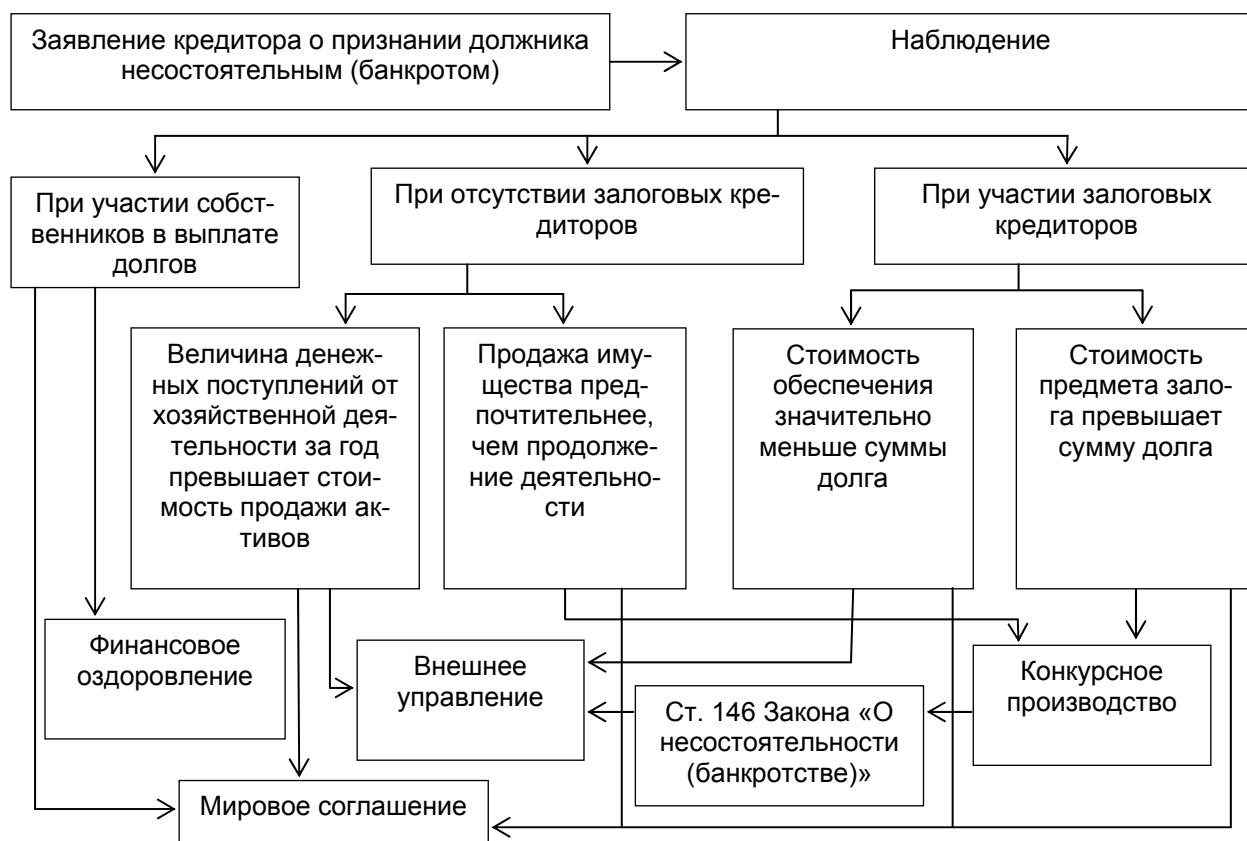 Заявление кредитора о признании должника
несостоятельным (банкротом)
Наблюдение
При участии собст-
венников в выплате
долгов
При отсутствии залоговых кре-
диторов
При участии залоговых
кредиторов
Величина денеж-
ных поступлений от
хозяйственной дея-
тельности за год
превышает стои-
мость продажи ак-
тивов
Продажа иму-
щества пред-
почтительнее,
чем продолже-
ние деятельно-
сти
Стоимость
обеспечения
значительно
меньше суммы
долга
Стоимость
предмета зало-
га превышает
сумму долга
Финансовое
оздоровление
Внешнее
управление
Ст. 146 Закона «О
несостоятельности
(банкротстве)»
Конкурсное
производство
Мировое соглашение